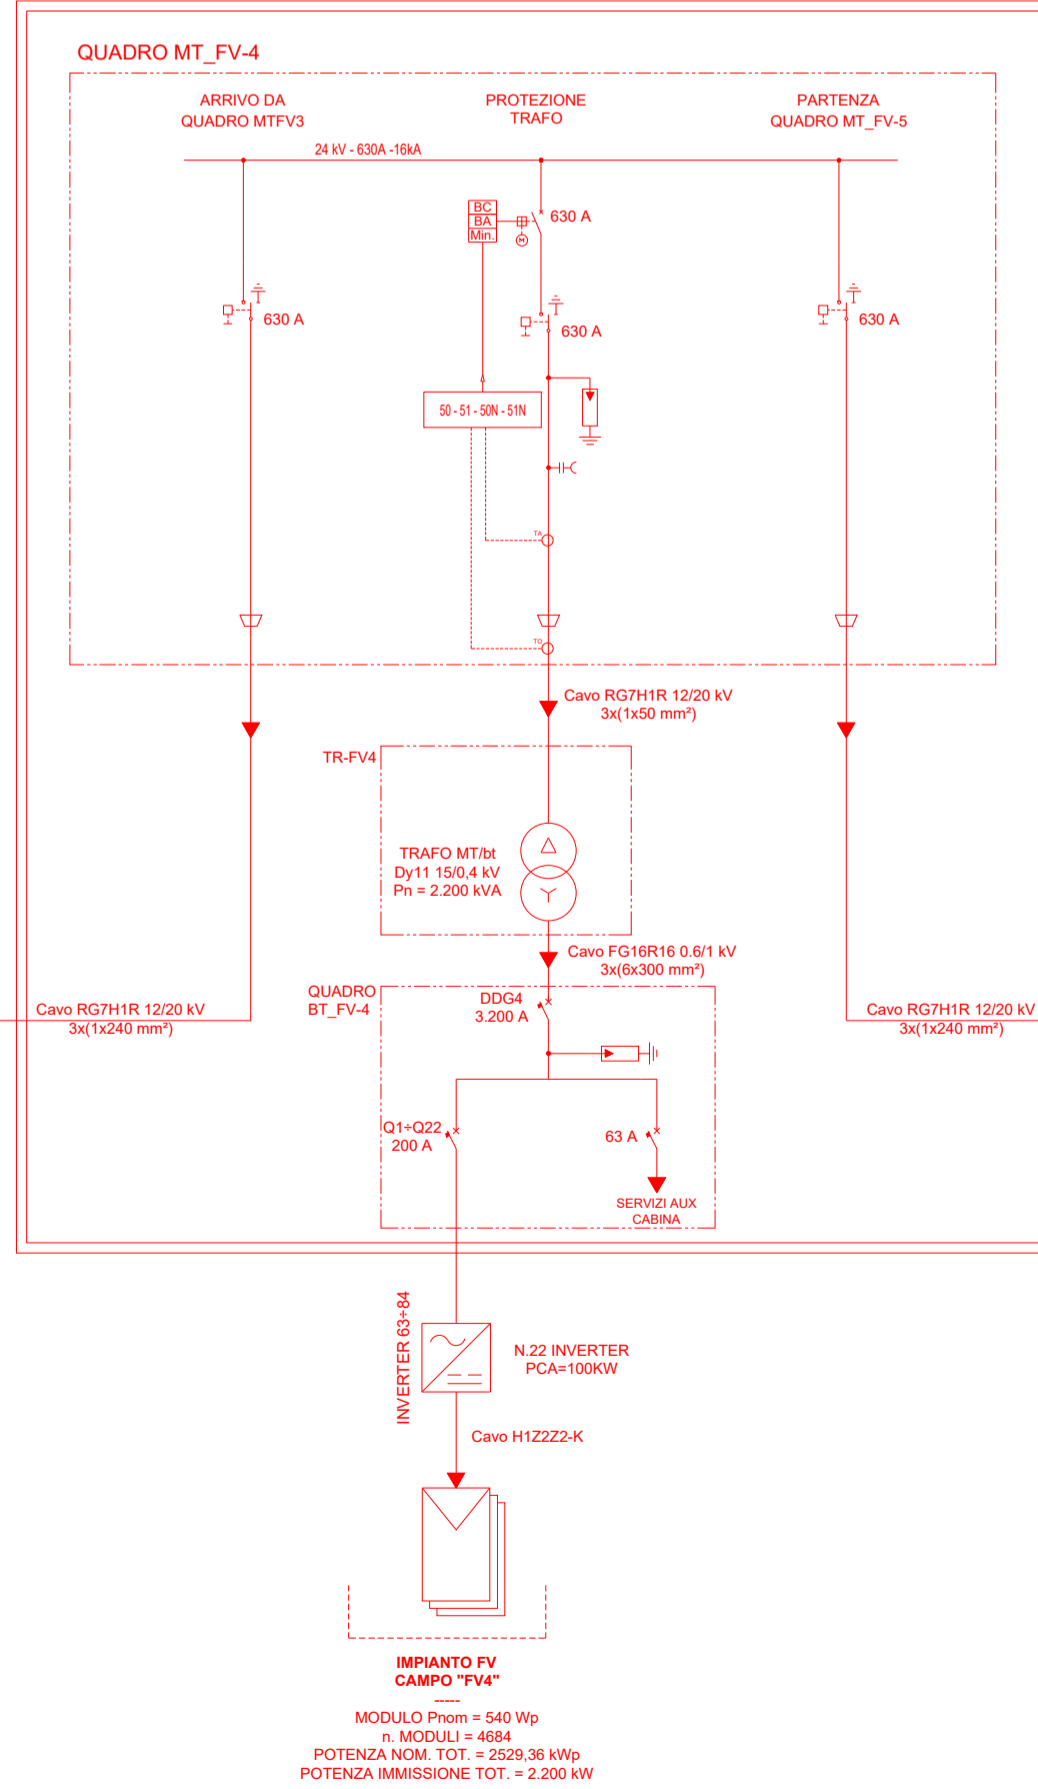 QUADRO MT_FV-4
ARRIVO DA
QUADRO MTFV3
PROTEZIONE
TRAFO
PARTENZA
QUADRO MT_FV-5
24 kV - 630A -16kA
BC
BA
Min.
M
630 A
630 A
630 A
630 A
50 - 51 - 50N - 51N
TA
TO
Cavo RG7H1R 12/20 kV
3x(1x50 mm²)
TR-FV4
TRAFO MT/bt
Dy11 15/0,4 kV
Pn = 2.200 kVA
Cavo FG16R16 0.6/1 kV
3x(6x300 mm²)
QUADRO
BT_FV-4
DDG4
3.200 A
Cavo RG7H1R 12/20 kV
3x(1x240 mm²)
Cavo RG7H1R 12/20 kV
3x(1x240 mm²)
Q1÷Q22
200 A
63 A
SERVIZI AUX
CABINA
INVERTER 63÷84
N.22 INVERTER
PCA=100KW
Cavo H1Z2Z2-K
IMPIANTO FV
CAMPO "FV4"
-----
MODULO Pnom = 540 Wp
n. MODULI = 4684
POTENZA NOM. TOT. = 2529,36 kWp
POTENZA IMMISSIONE TOT. = 2.200 kW